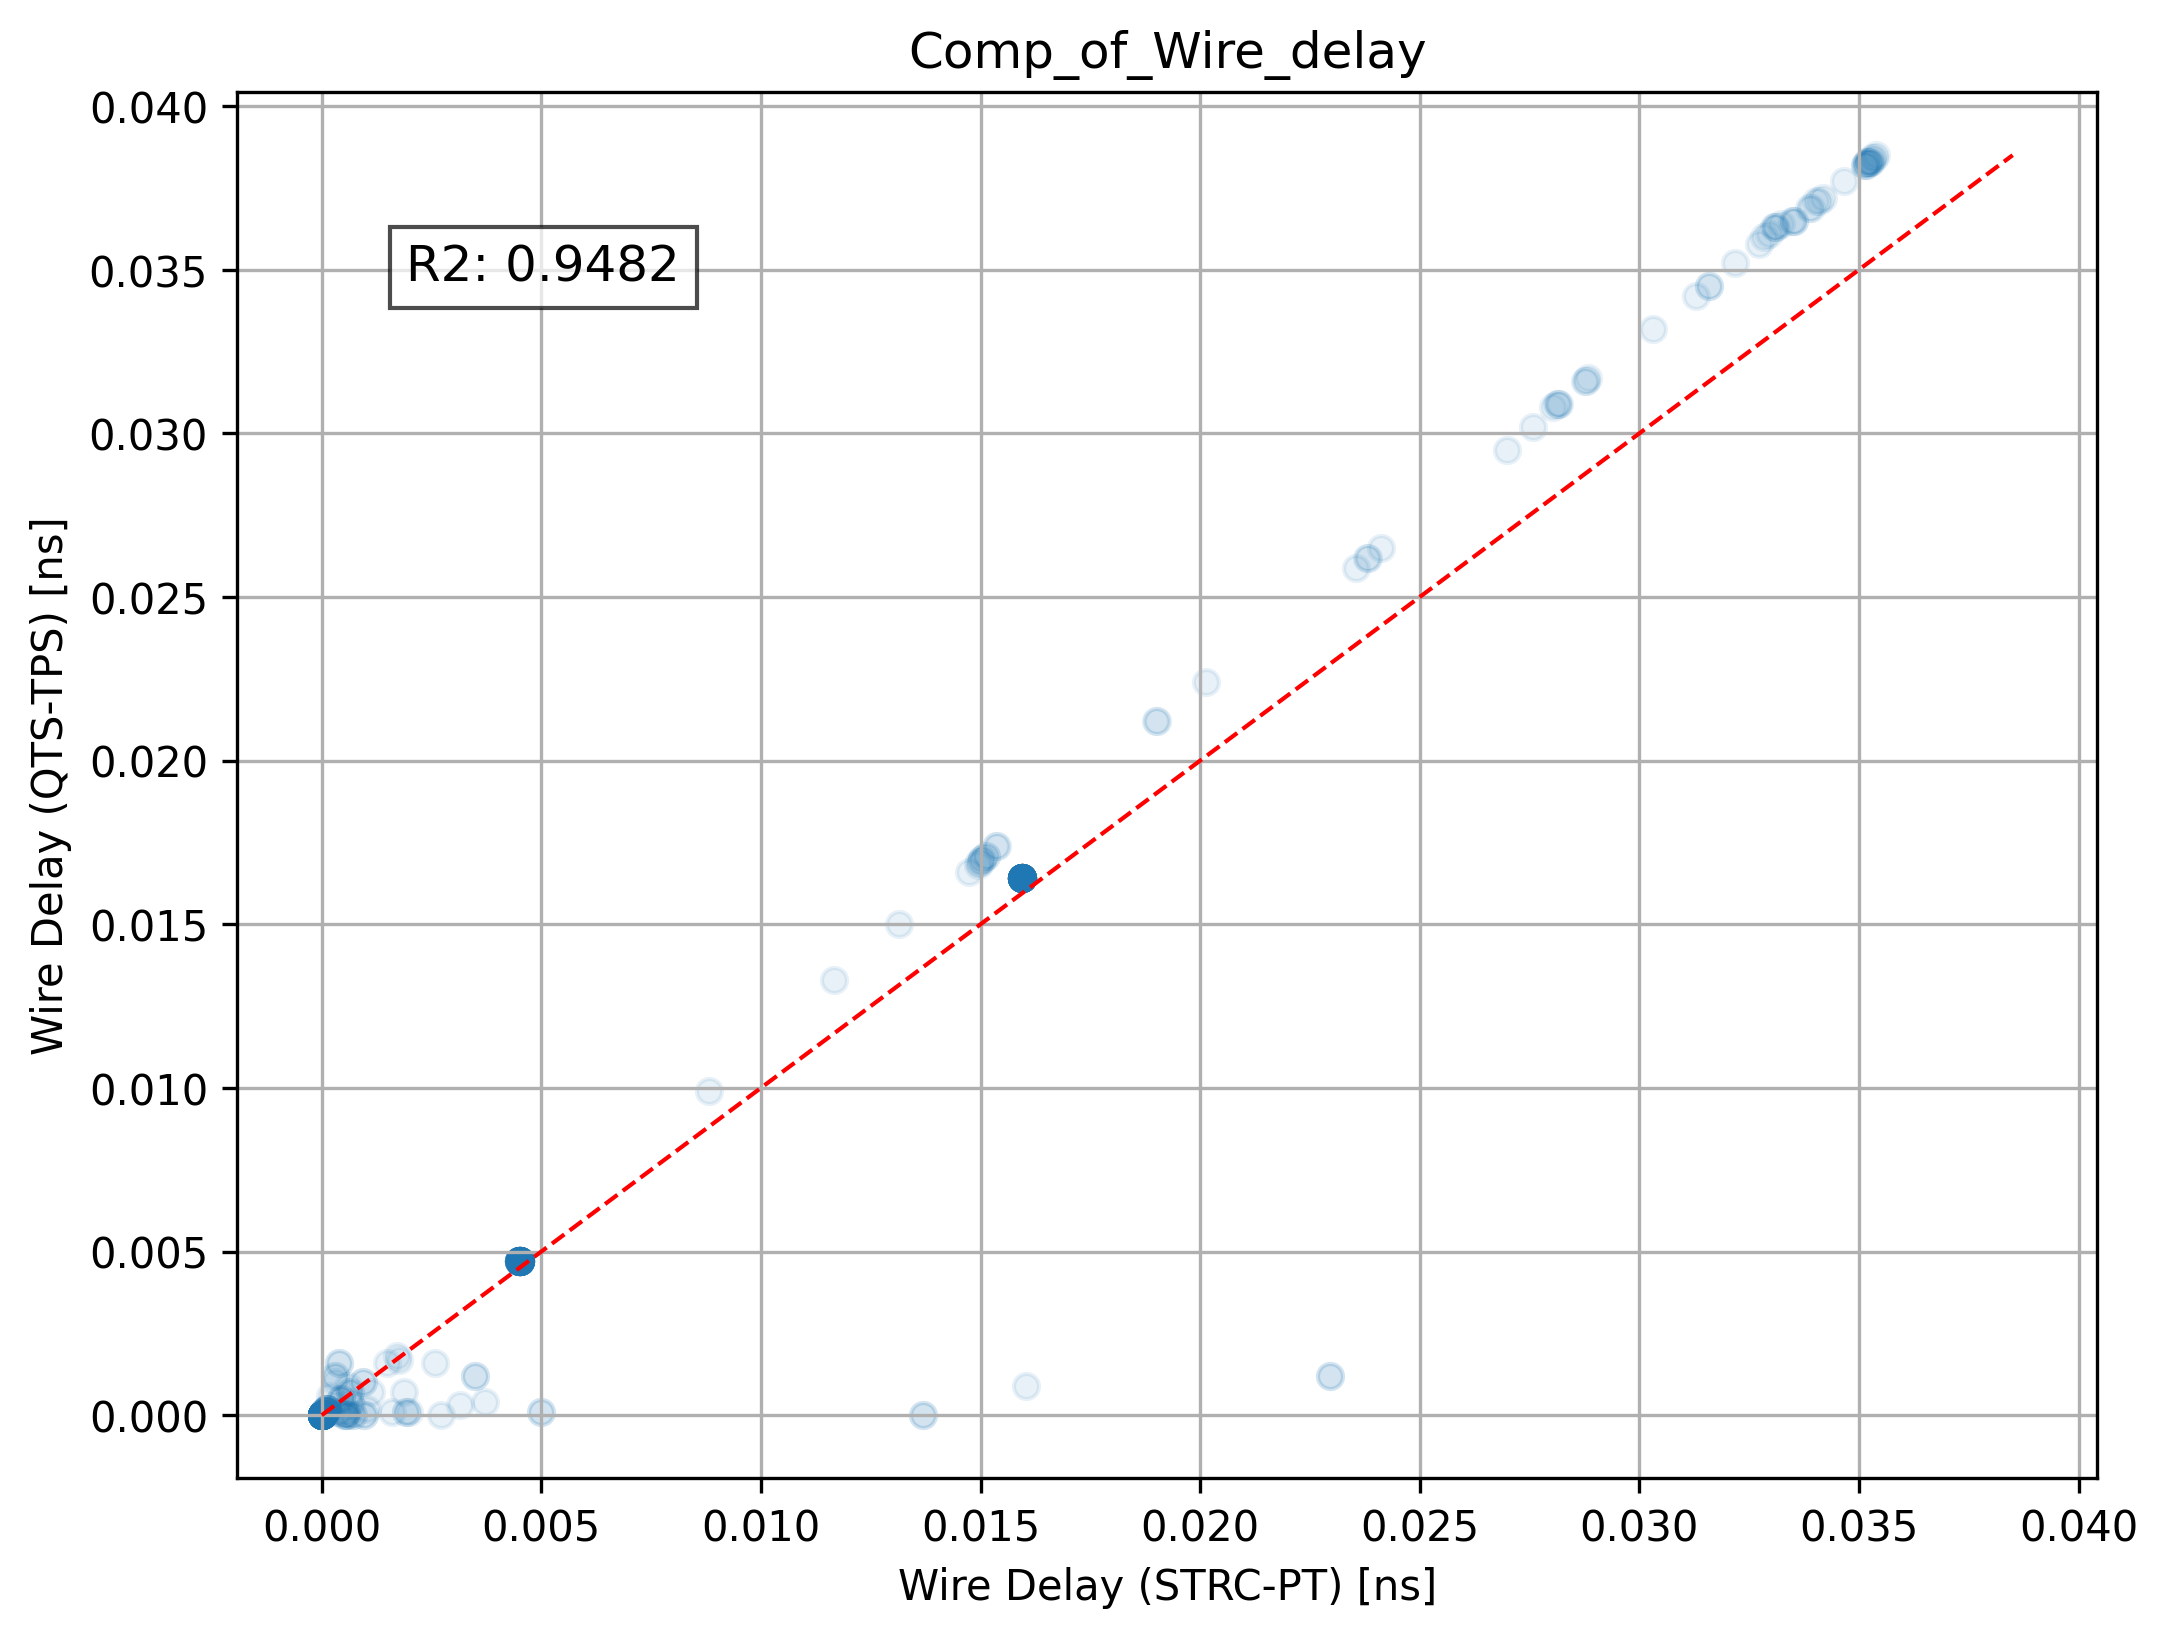 Comp_of_Wire_delay
0.040
0.035
0.030
0.025
0.020
0.015
0.010
0.005
0.000
R2: 0.9482
Wire Delay (QTS-TPS) [ns]
0.000 0.005 0.010 0.015 0.020 0.025 0.030 0.035 0.040
Wire Delay (STRC-PT) [ns]